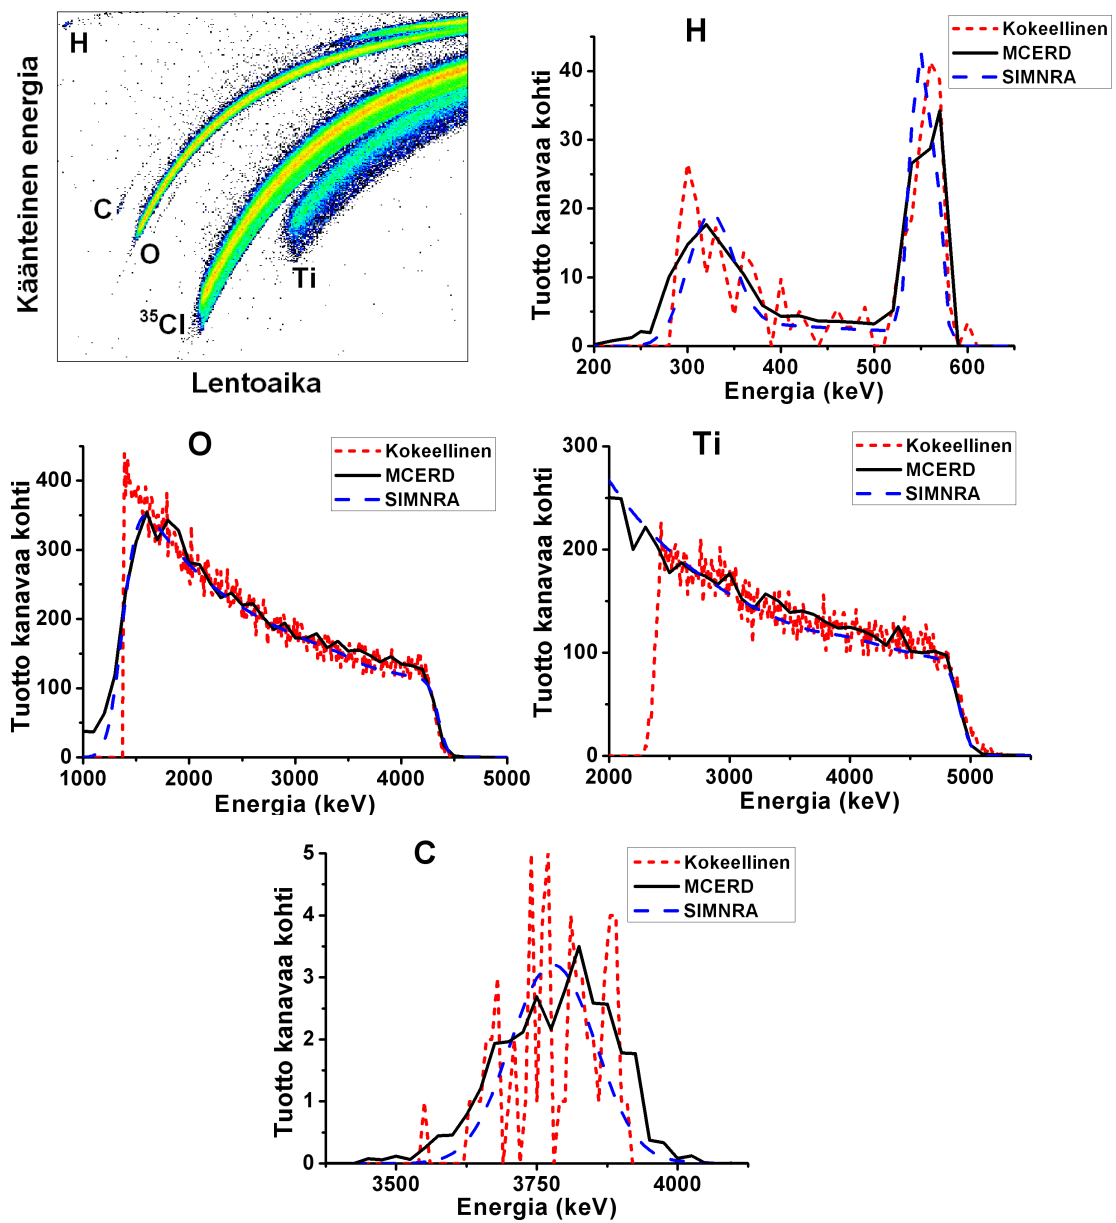 H
Käänteinen energia
C
O
Ti
³⁵Cl
Lentoaika
H
Kokeellinen
MCERD
SIMNRA
Tuotto kanavaa kohti
40
30
20
10
0
200 300 400 500 600
Energia (keV)
O
Kokeellinen
MCERD
SIMNRA
Tuotto kanavaa kohti
400
300
200
100
0
1000 2000 3000 4000 5000
Energia (keV)
Ti
Kokeellinen
MCERD
SIMNRA
Tuotto kanavaa kohti
300
200
100
0
2000 3000 4000 5000
Energia (keV)
C
Kokeellinen
MCERD
SIMNRA
Tuotto kanavaa kohti
5
4
3
2
1
0
3500 3750 4000
Energia (keV)